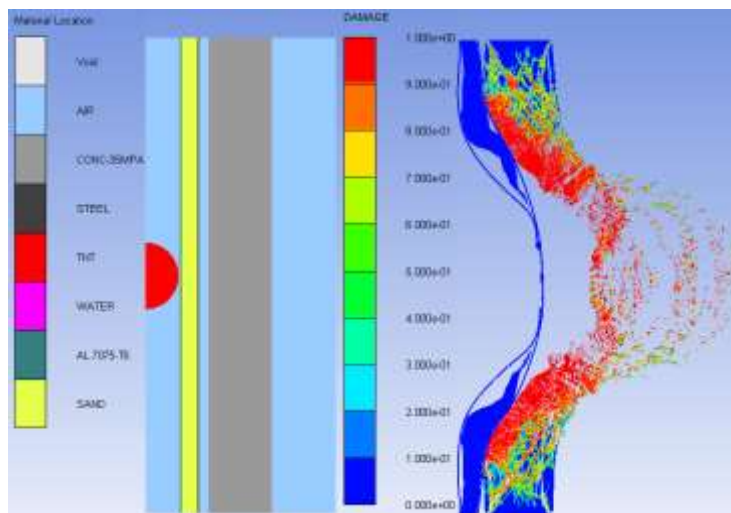 Material Location
Void
AIR
CONC-35MPA
STEEL
TNT
WATER
AL 7075-T6
SAND
DAMAGE
1.000e+00
9.000e-01
8.000e-01
7.000e-01
6.000e-01
5.000e-01
4.000e-01
3.000e-01
2.000e-01
1.000e-01
0.000e+00